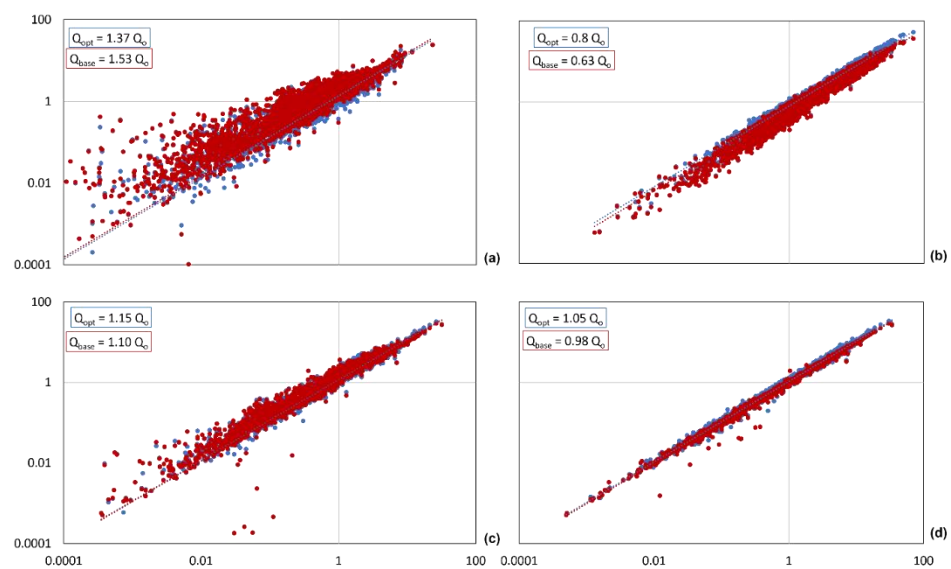 100
Qopt = 1.37 Qo
Qbase = 1.53 Qo
1
0.01
0.0001
(a)
Qopt = 0.8 Qo
Qbase = 0.63 Qo
(b)
100
Qopt = 1.15 Qo
Qbase = 1.10 Qo
1
0.01
0.0001
(c)
0.0001
0.01
1
100
Qopt = 1.05 Qo
Qbase = 0.98 Qo
(d)
0.0001
0.01
1
100